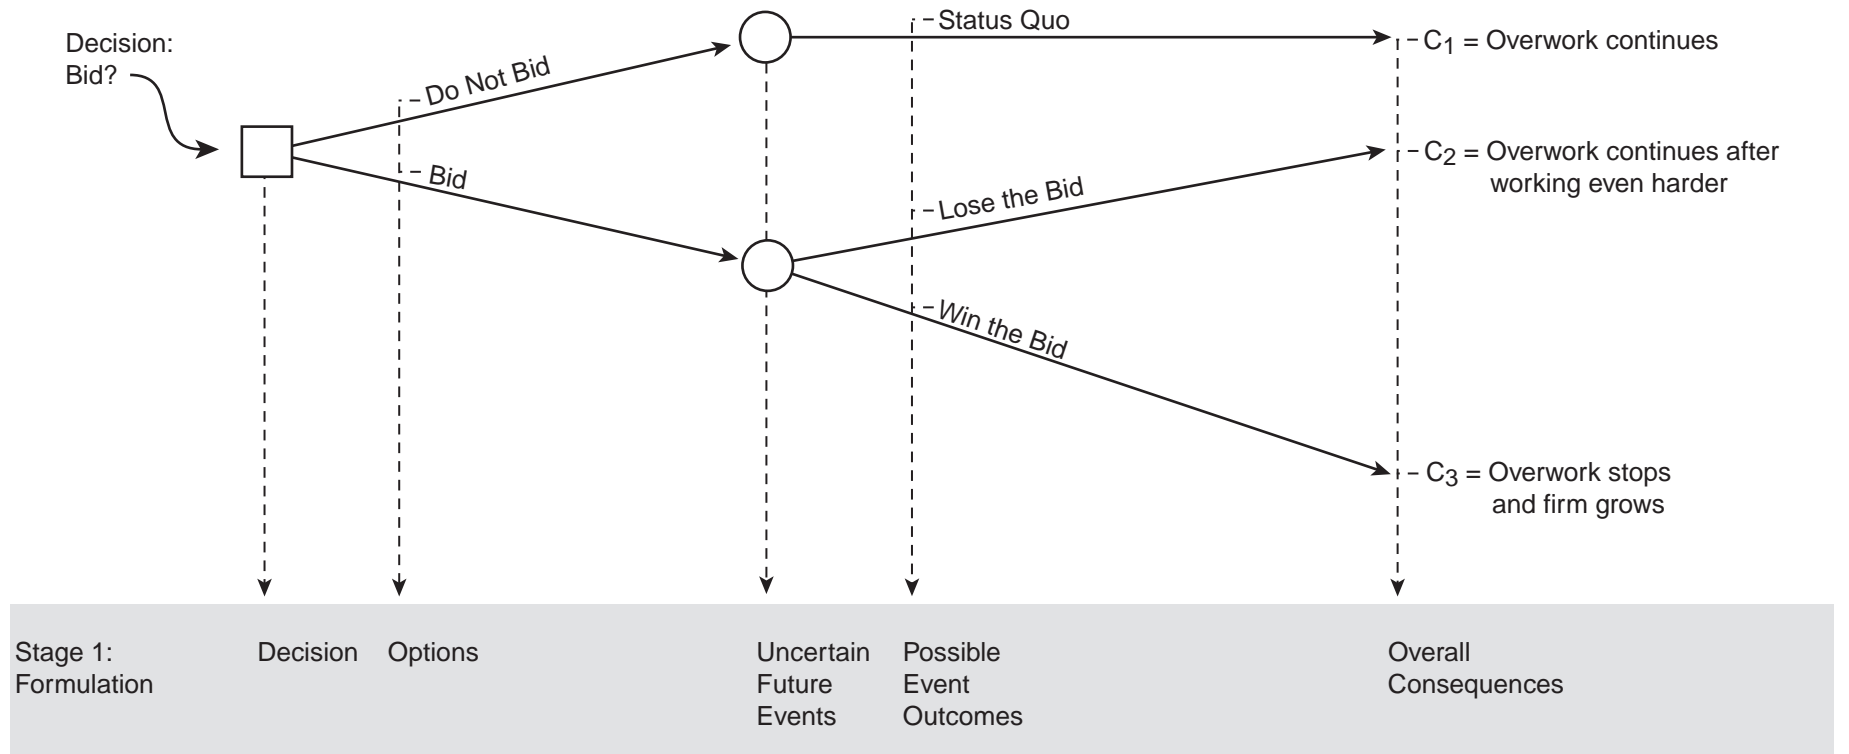 Decision:
Bid?
Do Not Bid
Bid
Status Quo
Lose the Bid
Win the Bid
C1 = Overwork continues
C2 = Overwork continues after
working even harder
C3 = Overwork stops
and firm grows
Stage 1:
Formulation
Decision
Options
Uncertain
Future
Events
Possible
Event
Outcomes
Overall
Consequences